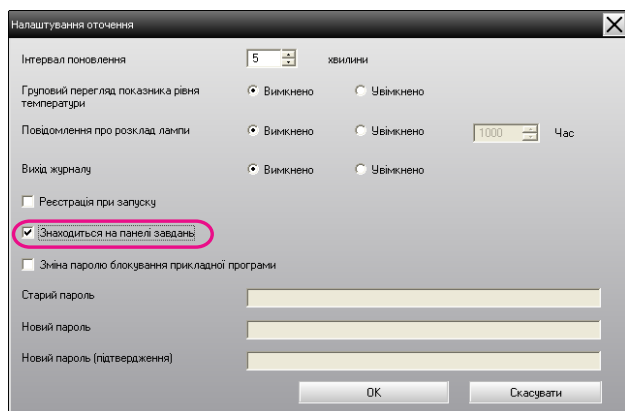 Налаштування оточення
Інтервал поновлення 5 хвилини
Груповий перегляд показника рівня температури Вимкнено Увімкнено
Повідомлення про розклад лампи Вимкнено Увімкнено 1000 Час
Вихід журналу Вимкнено Увімкнено
Реєстрація при запуску
Знаходиться на панелі завдань
Зміна паролю блокування прикладної програми
Старий пароль
Новий пароль
Новий пароль (підтвердження)
OK Скасувати